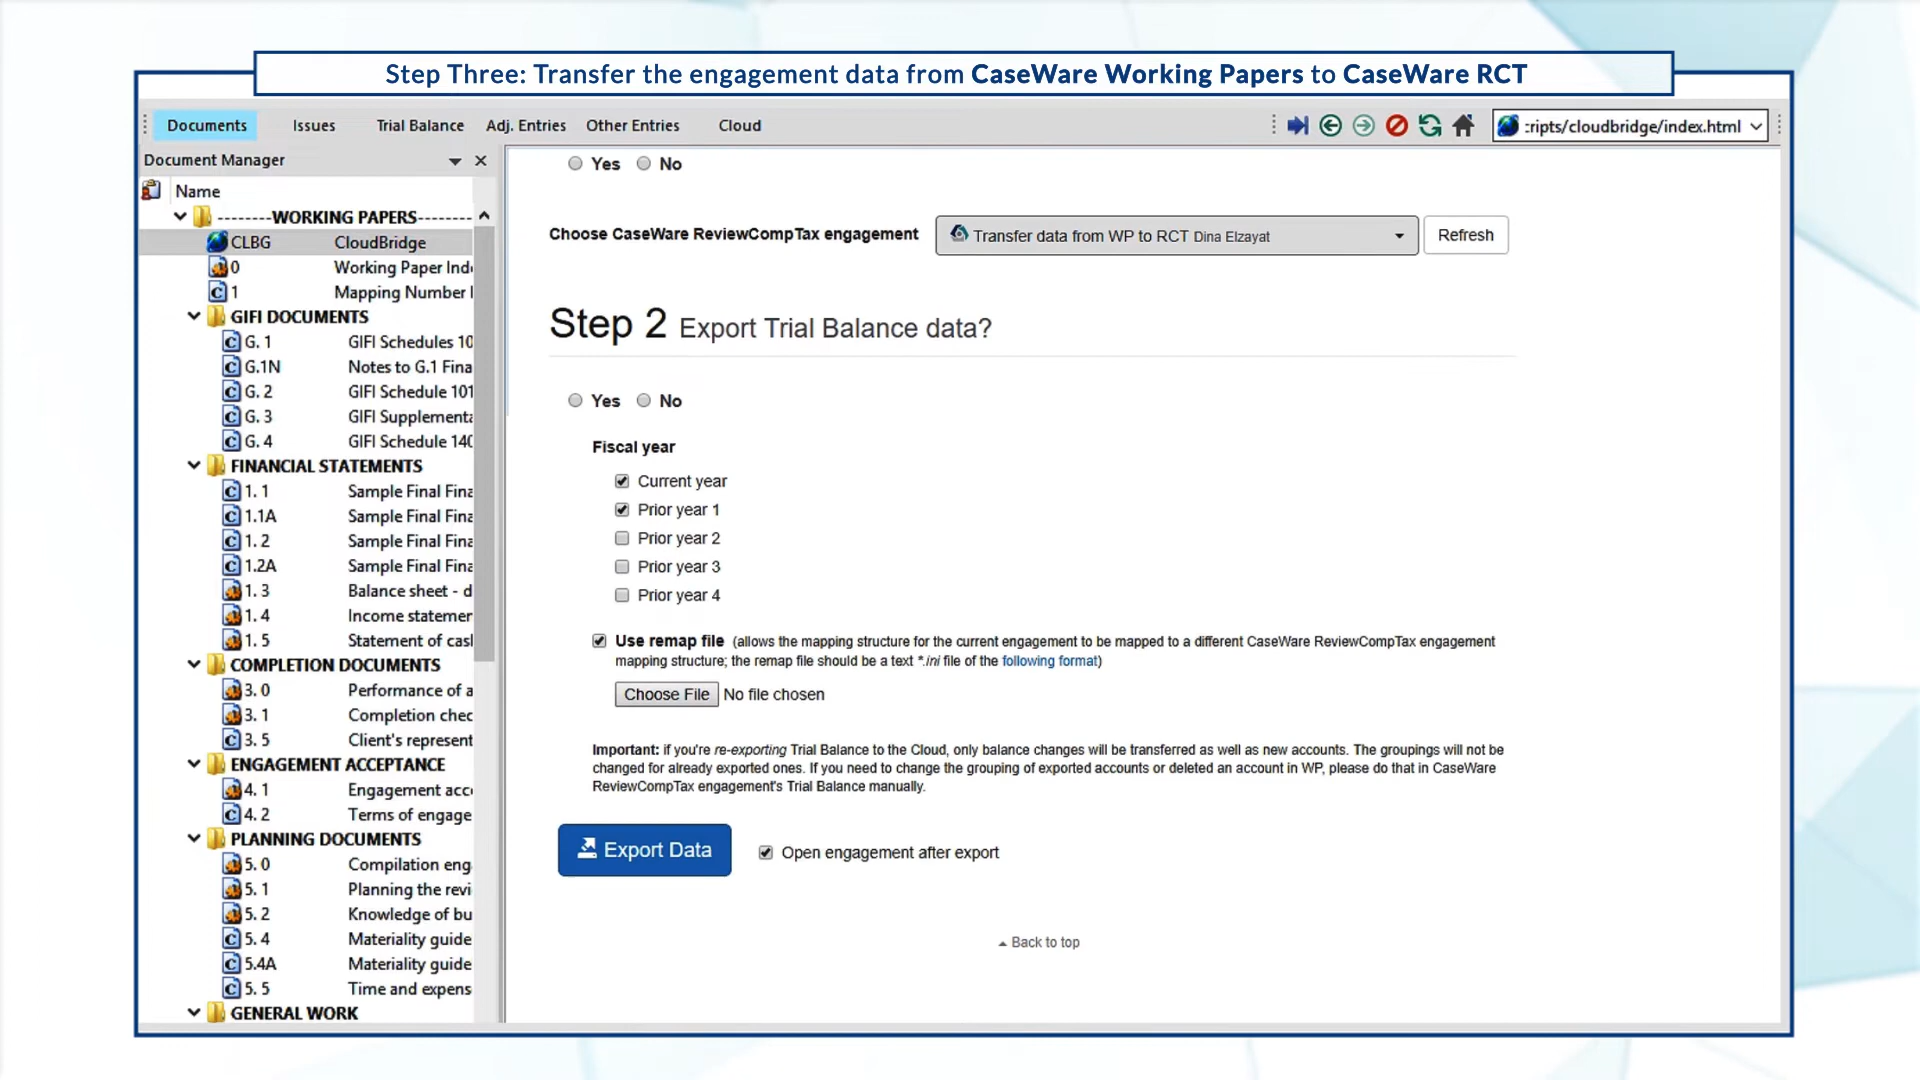 Step Three: Transfer the engagement data from CaseWare Working Papers to CaseWare RCT
Documents Issues Trial Balance Adj. Entries Other Entries Cloud :ripts/cloudbridge/index.html
Document Manager
Name
--------WORKING PAPERS--------
CLBG CloudBridge
0 Working Paper Ind
1 Mapping Number
GIFI DOCUMENTS
G. 1 GIFI Schedules 10
G.1N Notes to G.1 Fina
G. 2 GIFI Schedule 101
G. 3 GIFI Supplementa
G. 4 GIFI Schedule 140
FINANCIAL STATEMENTS
1. 1 Sample Final Fina
1.1A Sample Final Fina
1. 2 Sample Final Fina
1.2A Sample Final Fina
1. 3 Balance sheet - d
1. 4 Income statemer
1. 5 Statement of casl
COMPLETION DOCUMENTS
3. 0 Performance of a
3. 1 Completion chec
3. 5 Client's represent
ENGAGEMENT ACCEPTANCE
4. 1 Engagement acc
4. 2 Terms of engage
PLANNING DOCUMENTS
5. 0 Compilation eng
5. 1 Planning the revi
5. 2 Knowledge of bu
5. 4 Materiality guide
5.4A Materiality guide
5. 5 Time and expens
GENERAL WORK
Yes No
Choose CaseWare ReviewCompTax engagement Transfer data from WP to RCT Dina Elzayat Refresh
Step 2 Export Trial Balance data?
Yes No
Fiscal year
Current year
Prior year 1
Prior year 2
Prior year 3
Prior year 4
Use remap file (allows the mapping structure for the current engagement to be mapped to a different CaseWare ReviewCompTax engagement
mapping structure; the remap file should be a text *.ini file of the following format)
Choose File No file chosen
Important: if you're re-exporting Trial Balance to the Cloud, only balance changes will be transferred as well as new accounts. The groupings will not be
changed for already exported ones. If you need to change the grouping of exported accounts or deleted an account in WP, please do that in CaseWare
ReviewCompTax engagement's Trial Balance manually.
Export Data Open engagement after export
Back to top